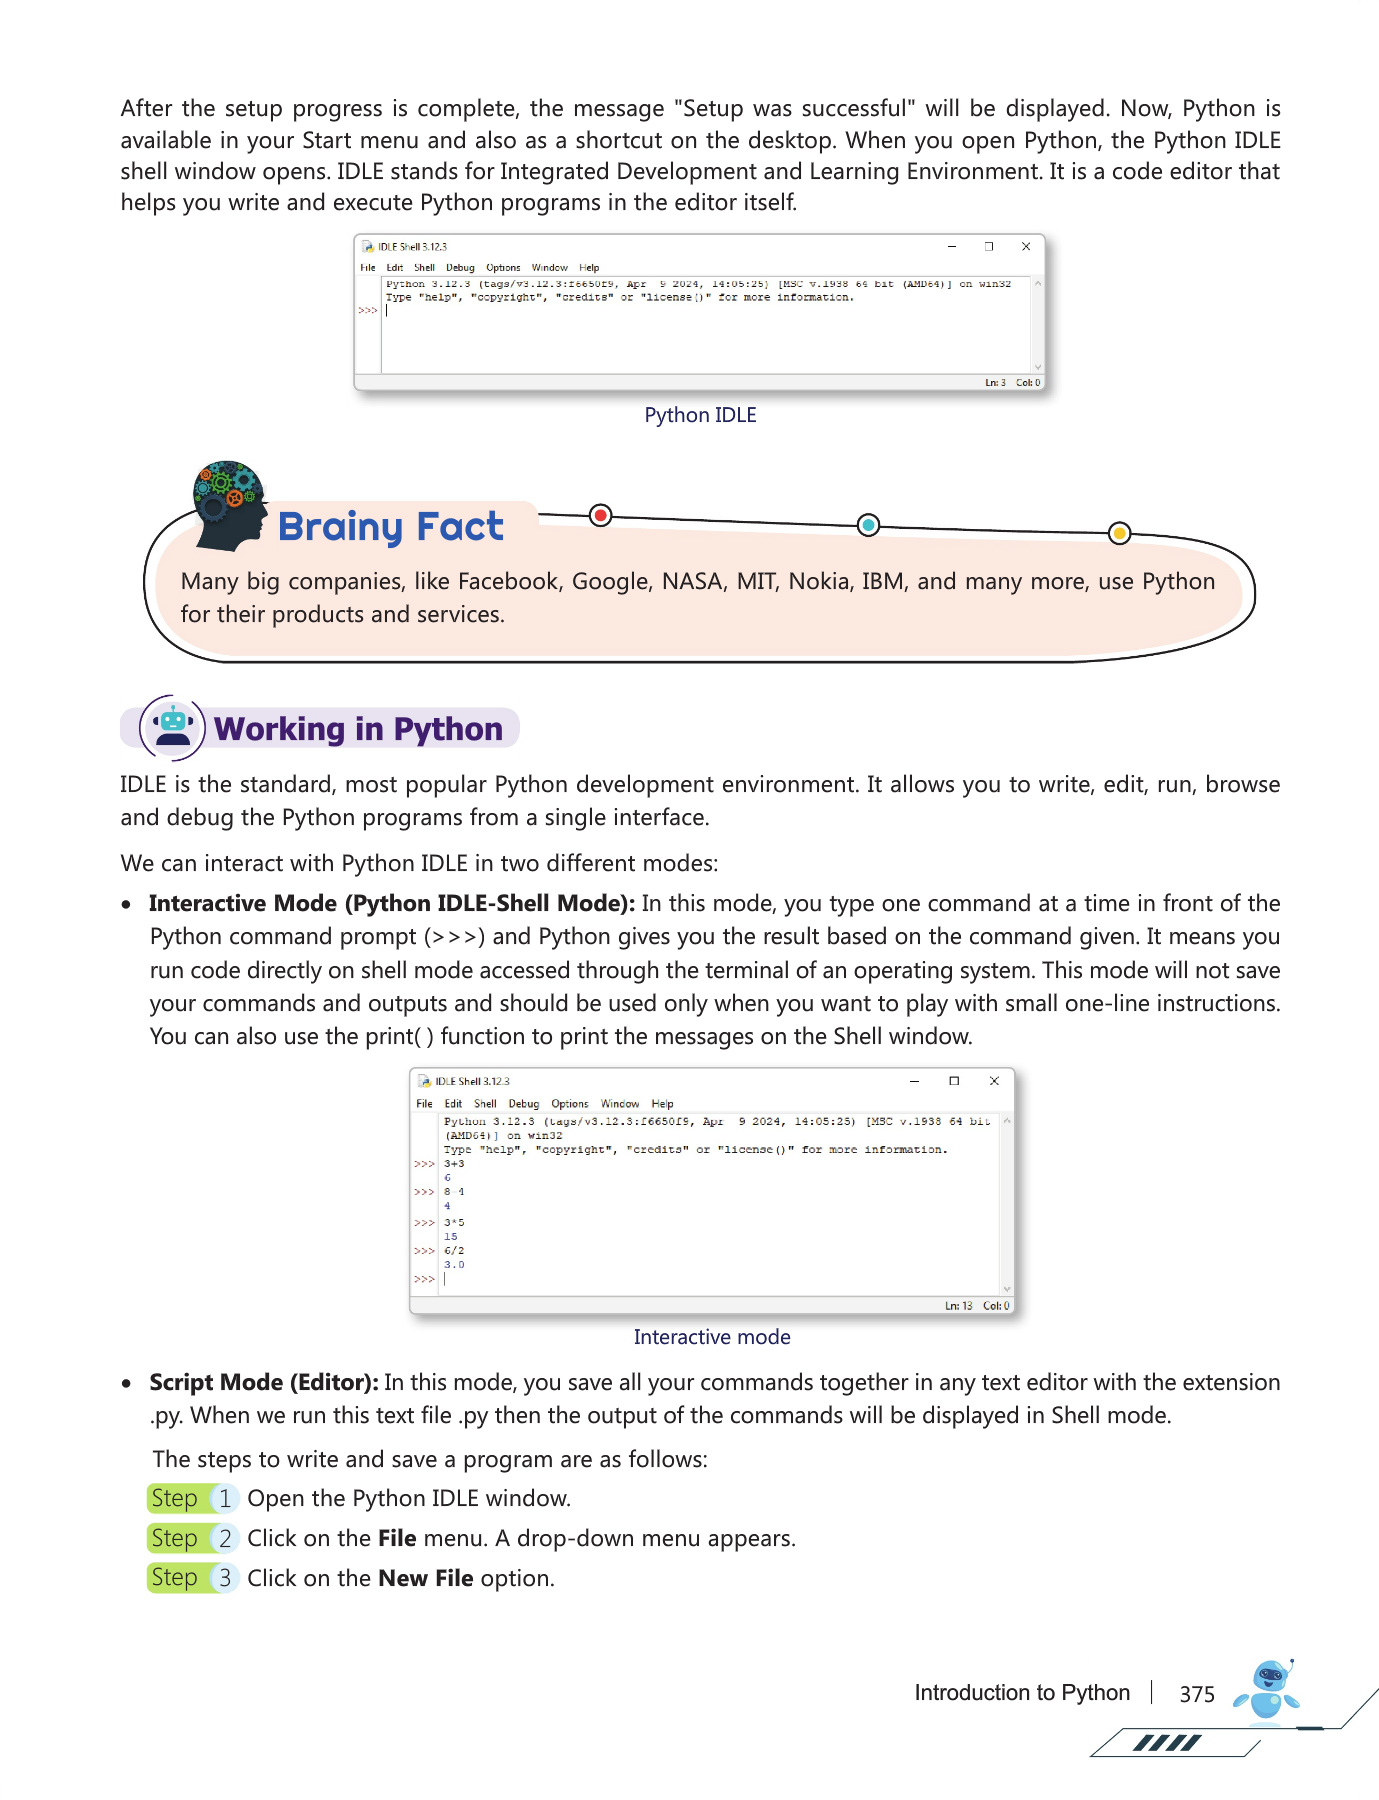 After the setup progress is complete, the message "Setup was successful" will be displayed. Now, Python is
available in your Start menu and also as a shortcut on the desktop. When you open Python, the Python IDLE
shell window opens. IDLE stands for Integrated Development and Learning Environment. It is a code editor that
helps you write and execute Python programs in the editor itself.
IDLE Shell 3.12.3
File Edit Shell Debug Options Window Help
Python 3.12.3 (tags/v3.12.3:f6650f9, Apr 9 2024, 14:05:25) [MSC v.1938 64 bit (AMD64)] on win32
Type "help", "copyright", "credits" or "license()" for more information.
>>>
Ln: 3 Col: 0
Python IDLE
Brainy Fact
Many big companies, like Facebook, Google, NASA, MIT, Nokia, IBM, and many more, use Python
for their products and services.
Working in Python
IDLE is the standard, most popular Python development environment. It allows you to write, edit, run, browse
and debug the Python programs from a single interface.
We can interact with Python IDLE in two different modes:
• Interactive Mode (Python IDLE-Shell Mode): In this mode, you type one command at a time in front of the
Python command prompt (>>>) and Python gives you the result based on the command given. It means you
run code directly on shell mode accessed through the terminal of an operating system. This mode will not save
your commands and outputs and should be used only when you want to play with small one-line instructions.
You can also use the print( ) function to print the messages on the Shell window.
IDLE Shell 3.12.3
File Edit Shell Debug Options Window Help
Python 3.12.3 (tags/v3.12.3:f6650f9, Apr 9 2024, 14:05:25) [MSC v.1938 64 bit
(AMD64)] on win32
Type "help", "copyright", "credits" or "license()" for more information.
>>> 3+3
6
>>> 8-4
4
>>> 3*5
15
>>> 6/2
3.0
>>>
Ln: 13 Col: 0
Interactive mode
• Script Mode (Editor): In this mode, you save all your commands together in any text editor with the extension
.py. When we run this text file .py then the output of the commands will be displayed in Shell mode.
The steps to write and save a program are as follows:
Step 1 Open the Python IDLE window.
Step 2 Click on the File menu. A drop-down menu appears.
Step 3 Click on the New File option.
Introduction to Python 375